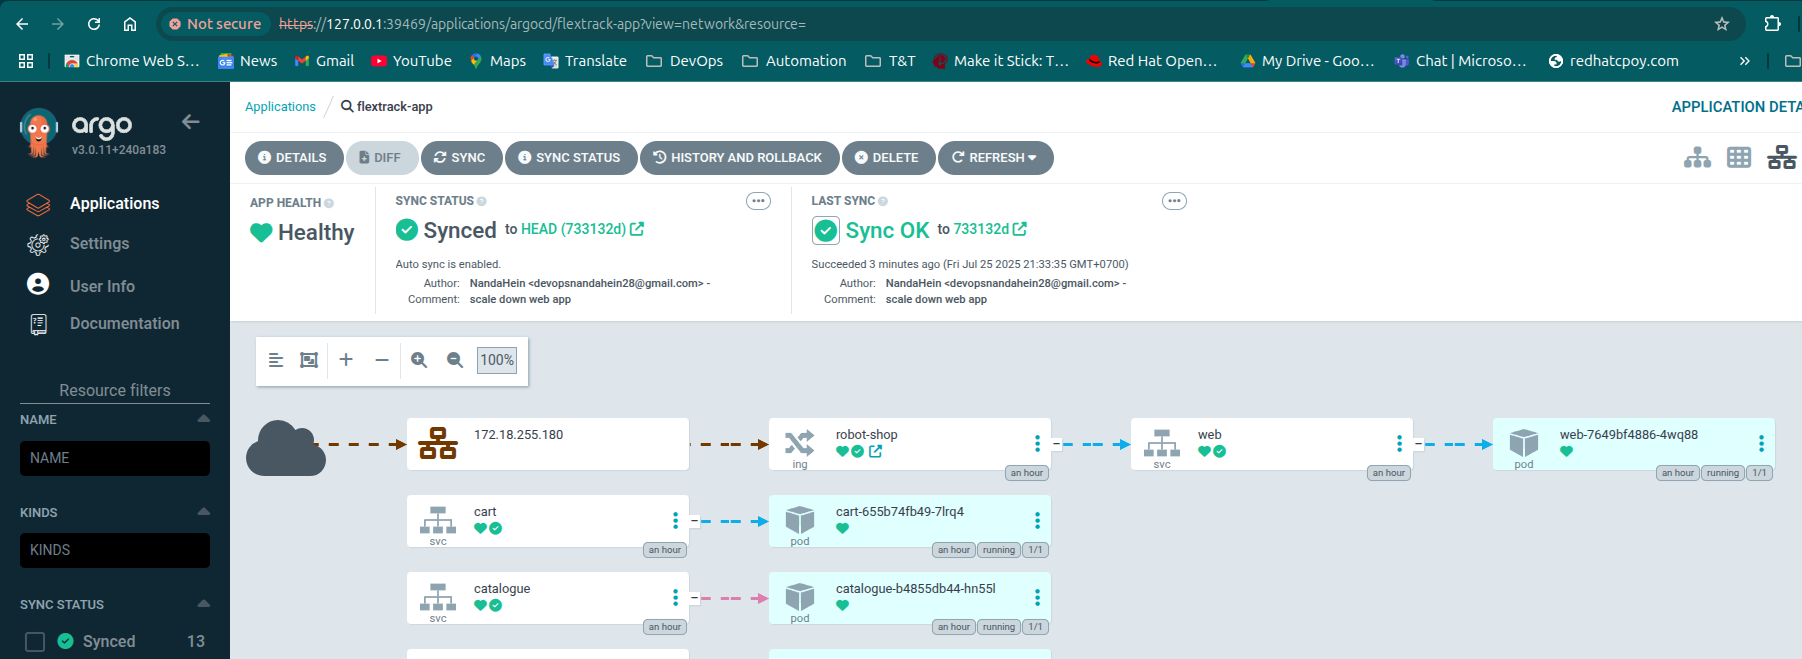 Not secure https://127.0.0.1:39469/applications/argocd/flextrack-app?view=network&resource=
Chrome Web S... News Gmail YouTube Maps Translate DevOps Automation T&T Make it Stick: T... Red Hat Open... My Drive - Goo... Chat | Microso... redhatcpoy.com »
argo
v3.0.11+240a183
Applications
Settings
User Info
Documentation
Resource filters
NAME
NAME
KINDS
KINDS
SYNC STATUS
Synced 13
Applications / flextrack-app
APPLICATION DETA
DETAILS DIFF SYNC SYNC STATUS HISTORY AND ROLLBACK DELETE REFRESH
APP HEALTH
Healthy
SYNC STATUS
Synced to HEAD (733132d)
Auto sync is enabled.
Author: NandaHein <devopsnandahein28@gmail.com> -
Comment: scale down web app
LAST SYNC
Sync OK to 733132d
Succeeded 3 minutes ago (Fri Jul 25 2025 21:33:35 GMT+0700)
Author: NandaHein <devopsnandahein28@gmail.com> -
Comment: scale down web app
100%
172.18.255.180
robot-shop
ing
an hour
web
svc
an hour
web-7649bf4886-4wq88
pod
an hour running 1/1
cart
svc
an hour
cart-655b74fb49-7lrq4
pod
an hour running 1/1
catalogue
svc
an hour
catalogue-b4855db44-hn55l
pod
an hour running 1/1